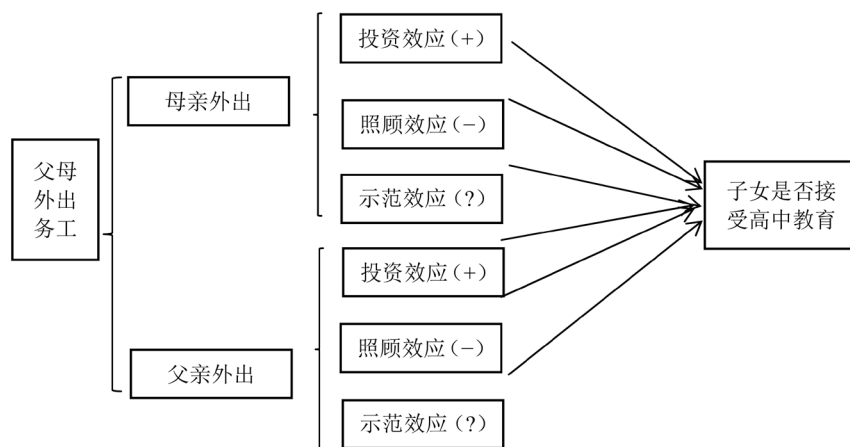 父母
外出
务工
母亲外出
投资效应(+)
照顾效应(−)
示范效应(?)
父亲外出
投资效应(+)
照顾效应(−)
示范效应(?)
子女是否接
受高中教育